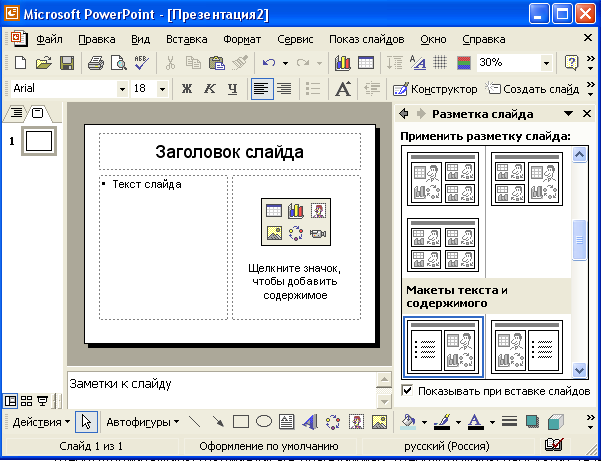 Microsoft PowerPoint - [Презентация2]
Файл Правка Вид Вставка Формат Сервис Показ слайдов Окно Справка
30%
Arial 18 Ж К Ч Конструктор Создать слайд
Разметка слайда
1
Применить разметку слайда:
Заголовок слайда
• Текст слайда
Щелкните значок,
чтобы добавить
содержимое
Макеты текста и
содержимого
Показывать при вставке слайдов
Заметки к слайду
Действия Автофигуры
Слайд 1 из 1 Оформление по умолчанию русский (Россия)